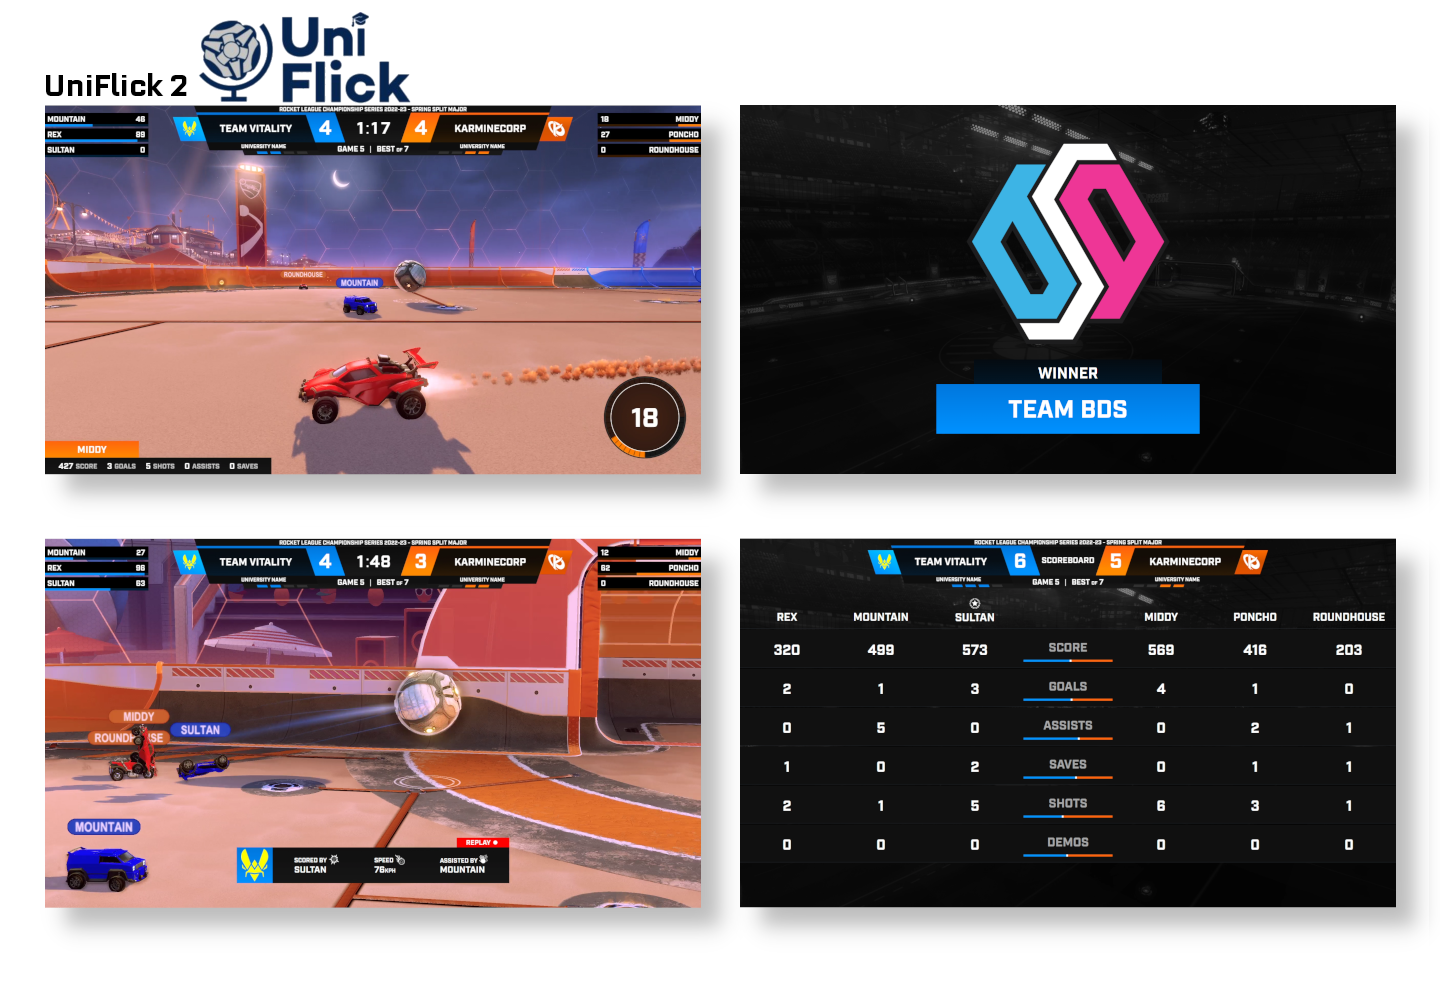 UniFlick 2
Uni
Flick
ROCKET LEAGUE CHAMPIONSHIP SERIES 2022-23 - SPRING SPLIT MAJOR
MOUNTAIN 46
REX 89
SULTAN 0
TEAM VITALITY 4 1:17 4 KARMINECORP
UNIVERSITY NAME GAME 5 | BEST OF 7 UNIVERSITY NAME
18 MIDDY
27 PONCHO
0 ROUNDHOUSE
ROUNDHOUSE
MOUNTAIN
18
MIDDY
427 SCORE 3 GOALS 5 SHOTS 0 ASSISTS 0 SAVES
WINNER
TEAM BDS
ROCKET LEAGUE CHAMPIONSHIP SERIES 2022-23 - SPRING SPLIT MAJOR
MOUNTAIN 27
REX 96
SULTAN 63
TEAM VITALITY 4 1:48 3 KARMINECORP
UNIVERSITY NAME GAME 5 | BEST OF 7 UNIVERSITY NAME
12 MIDDY
62 PONCHO
0 ROUNDHOUSE
MIDDY
SULTAN
MOUNTAIN
REPLAY
SCORED BY SPEED ASSISTED BY
SULTAN 76KPH MOUNTAIN
ROCKET LEAGUE CHAMPIONSHIP SERIES 2022-23 - SPRING SPLIT MAJOR
TEAM VITALITY 6 SCOREBOARD 5 KARMINECORP
UNIVERSITY NAME GAME 5 | BEST OF 7 UNIVERSITY NAME
REX MOUNTAIN SULTAN MIDDY PONCHO ROUNDHOUSE
320 499 573 SCORE 569 416 203
2 1 3 GOALS 4 1 0
0 5 0 ASSISTS 0 2 1
1 0 2 SAVES 0 1 1
2 1 5 SHOTS 6 3 1
0 0 0 DEMOS 0 0 0